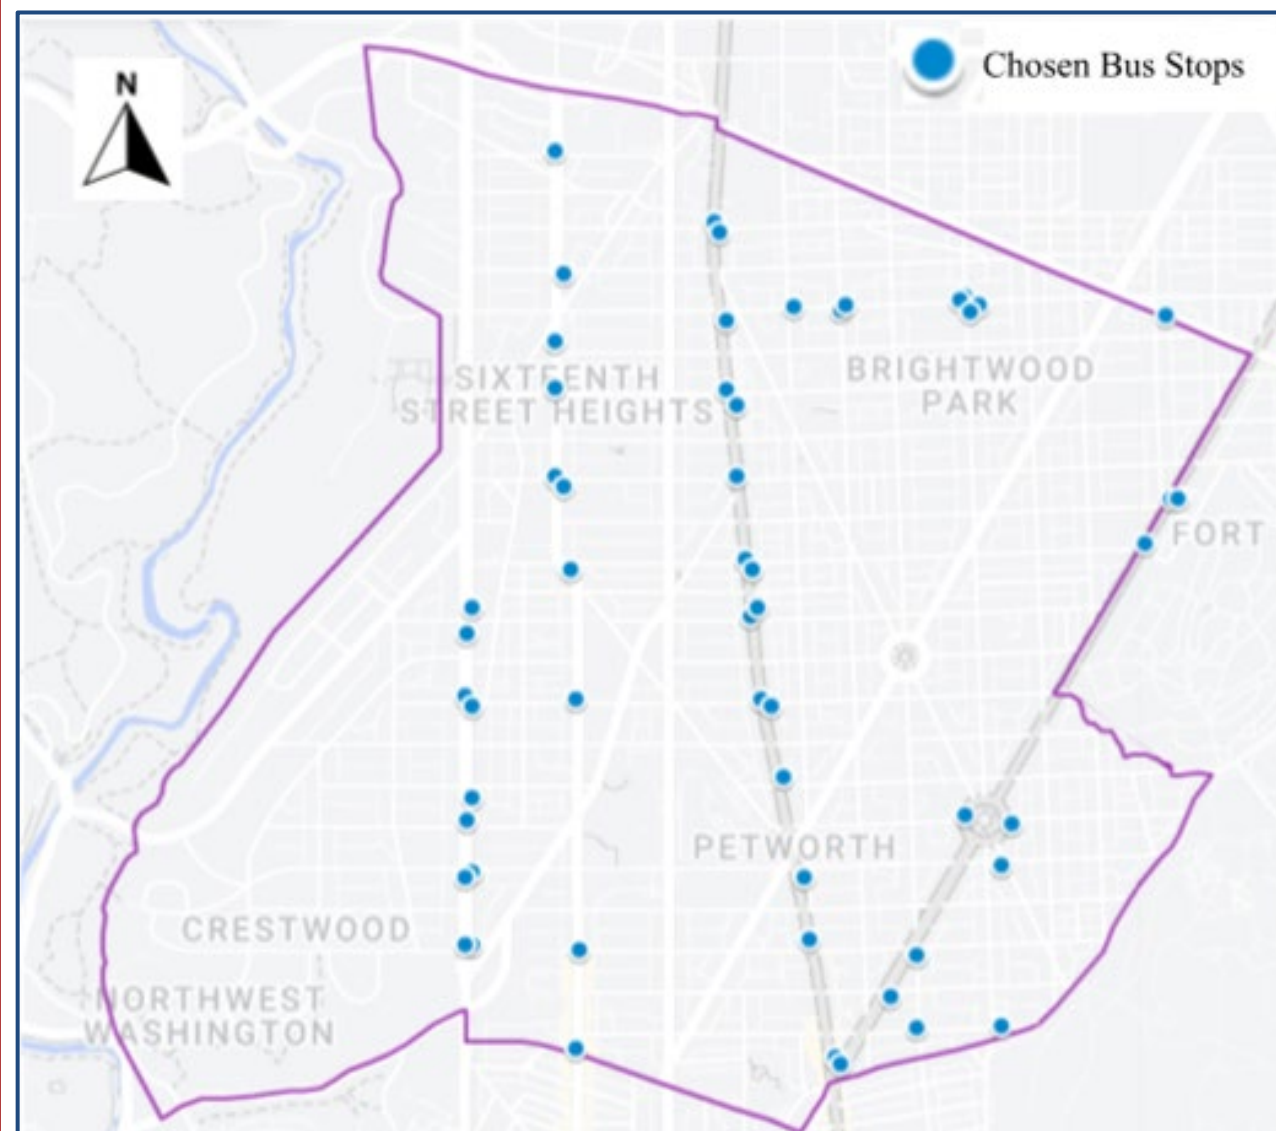 N
Chosen Bus Stops
SIXTEENTH
STREET HEIGHTS
BRIGHTWOOD
PARK
FORT
PETWORTH
CRESTWOOD
NORTHWEST
WASHINGTON